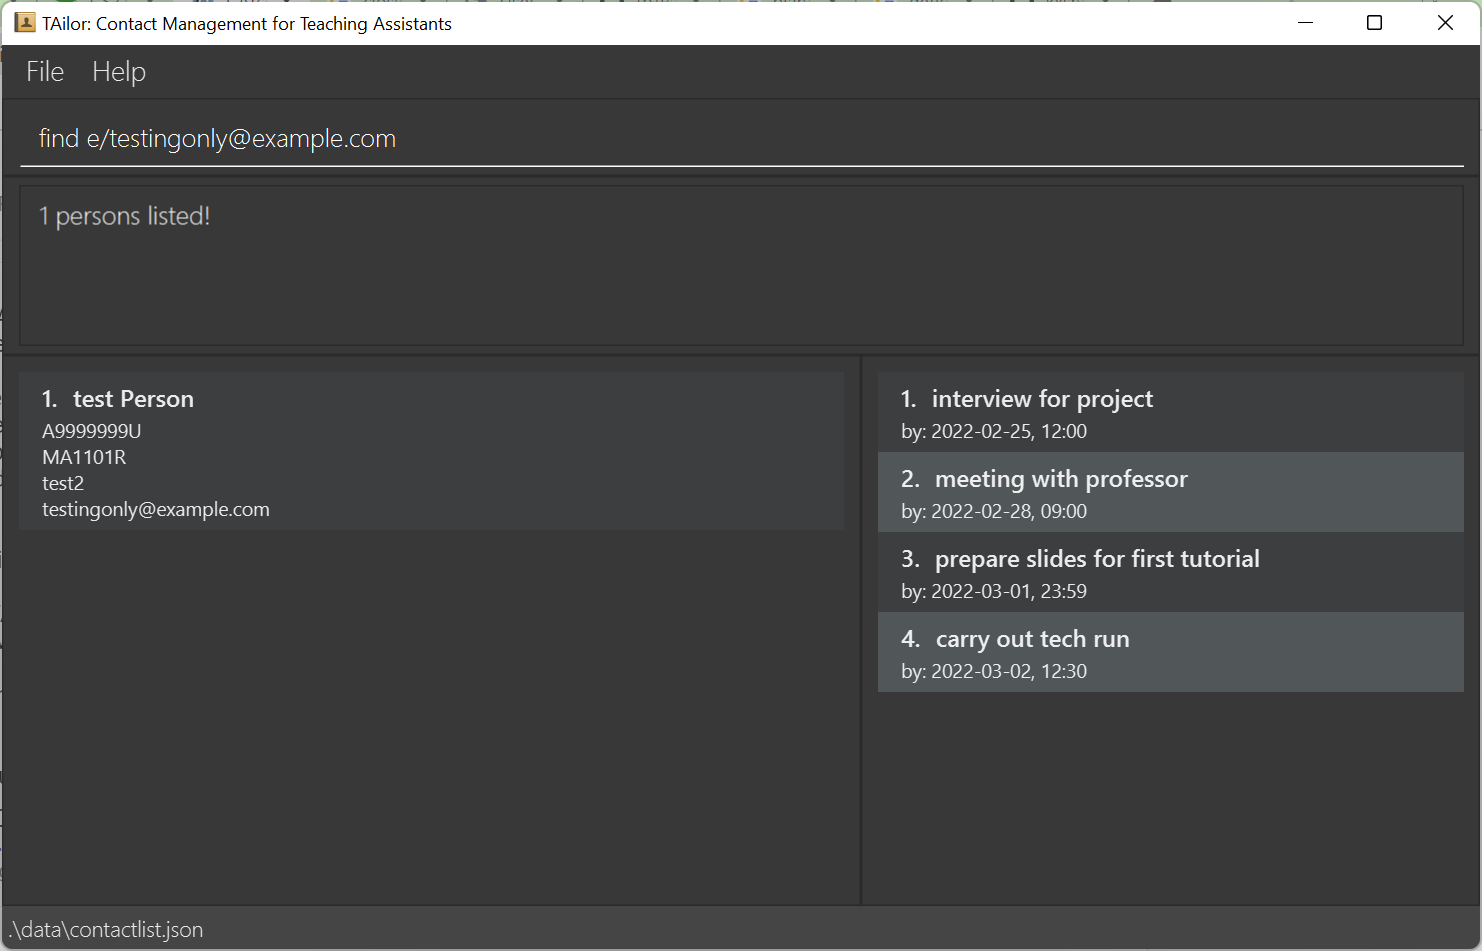 TAilor: Contact Management for Teaching Assistants
File Help
find e/testingonly@example.com
1 persons listed!
1. test Person
A9999999U
MA1101R
test2
testingonly@example.com
1. interview for project
by: 2022-02-25, 12:00
2. meeting with professor
by: 2022-02-28, 09:00
3. prepare slides for first tutorial
by: 2022-03-01, 23:59
4. carry out tech run
by: 2022-03-02, 12:30
.\data\contactlist.json